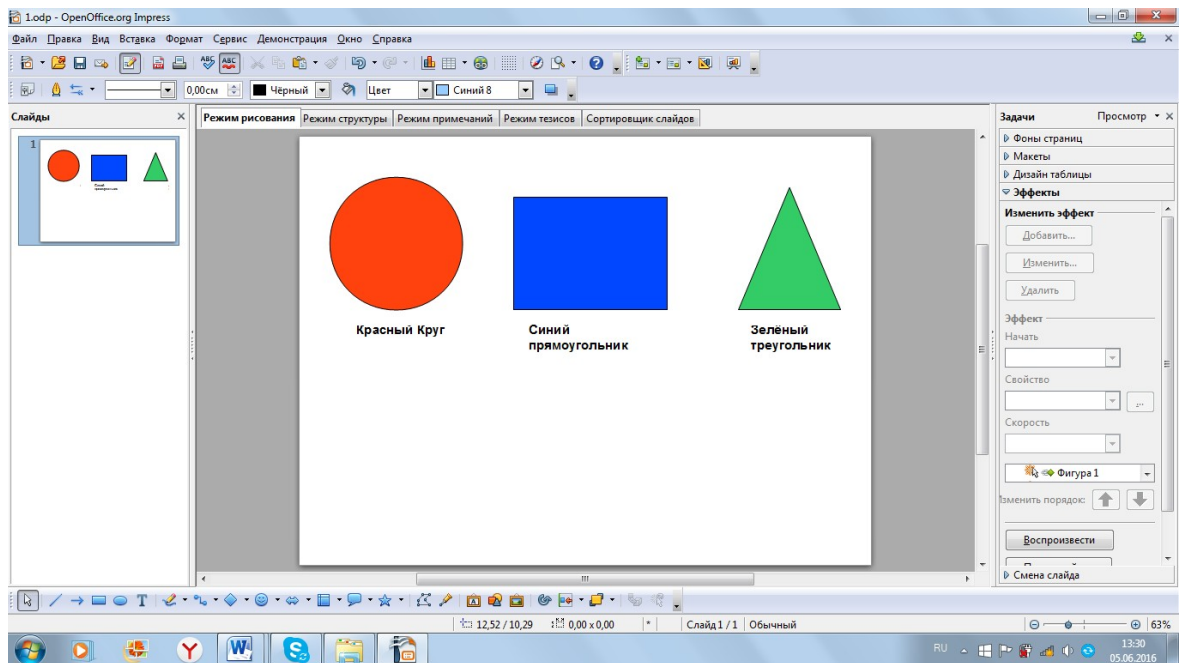 1.odp - OpenOffice.org Impress
Файл Правка Вид Вставка Формат Сервис Демонстрация Окно Справка
0,00см Чёрный Цвет Синий 8
Слайды
Режим рисования Режим структуры Режим примечаний Режим тезисов Сортировщик слайдов
Задачи Просмотр
1
Фоны страниц
Макеты
Дизайн таблицы
Эффекты
Изменить эффект
Добавить...
Изменить...
Удалить
Эффект
Начать
Свойство
...
Скорость
Фигура 1
Изменить порядок:
Воспроизвести
Смена слайда
Красный Круг
Синий
прямоугольник
Зелёный
треугольник
12,52 / 10,29 0,00 x 0,00 * Слайд 1 / 1 Обычный 63%
RU 13:30
05.06.2016